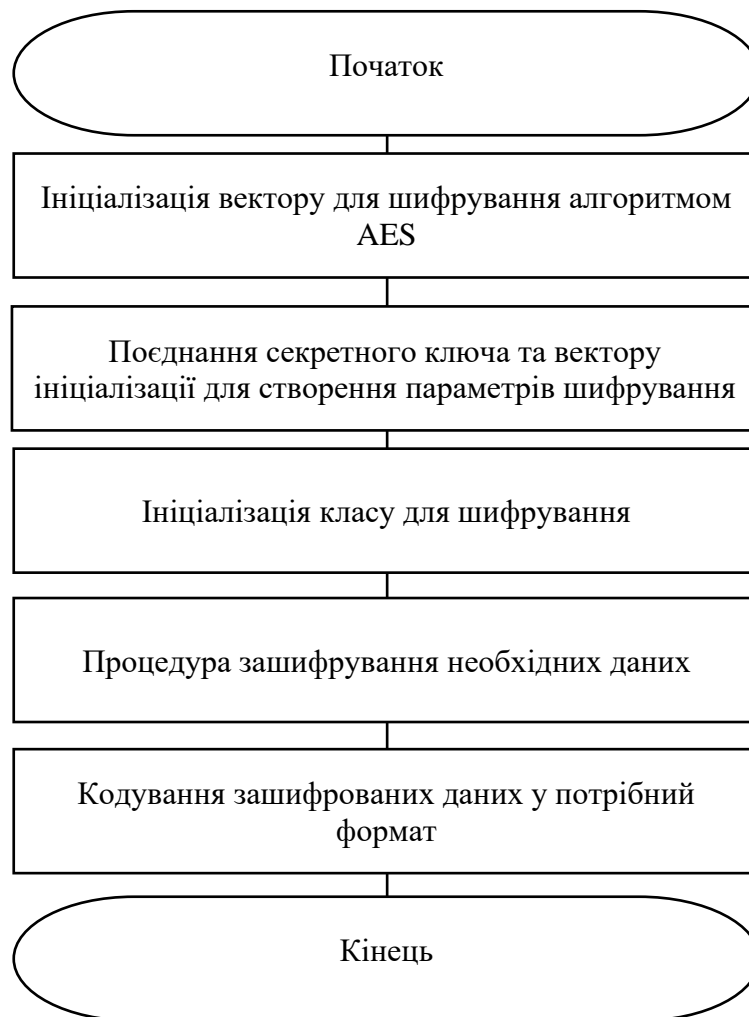 Початок
Ініціалізація вектору для шифрування алгоритмом
AES
Поєднання секретного ключа та вектору
ініціалізації для створення параметрів шифрування
Ініціалізація класу для шифрування
Процедура зашифрування необхідних даних
Кодування зашифрованих даних у потрібний
формат
Кінець